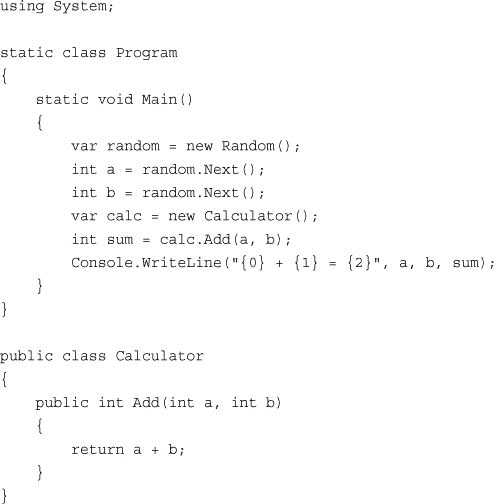 using System;

static class Program
{
    static void Main()
    {
        var random = new Random();
        int a = random.Next();
        int b = random.Next();
        var calc = new Calculator();
        int sum = calc.Add(a, b);
        Console.WriteLine("{0} + {1} = {2}", a, b, sum);
    }
}

public class Calculator
{
    public int Add(int a, int b)
    {
        return a + b;
    }
}